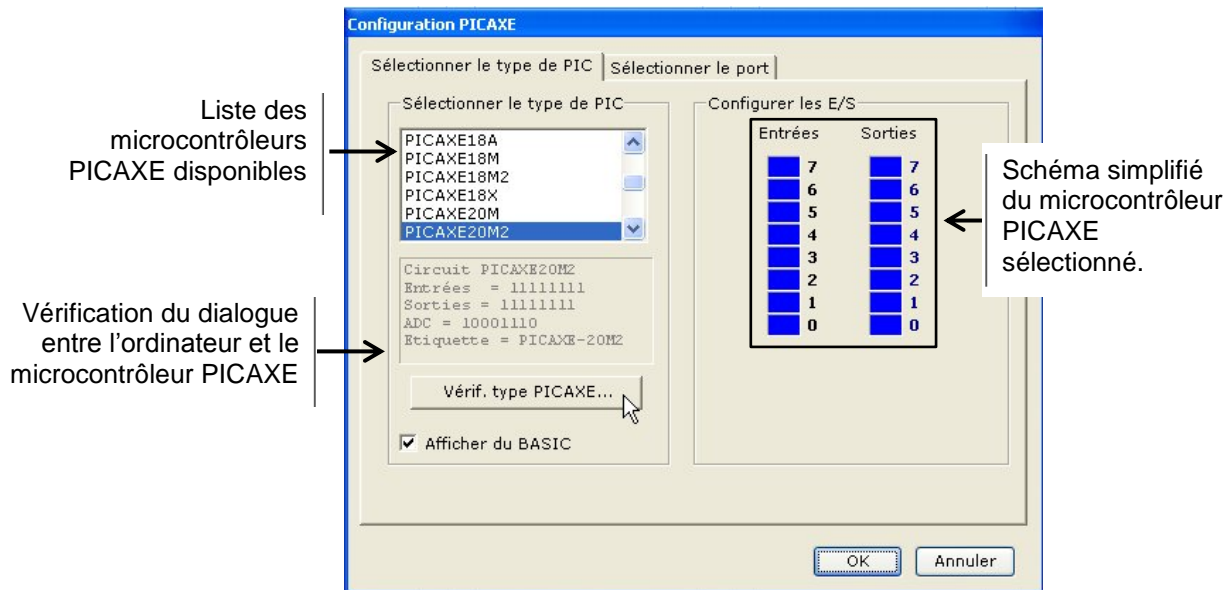 Configuration PICAXE
Sélectionner le type de PIC
Sélectionner le port
Liste des
microcontrôleurs
PICAXE disponibles
Sélectionner le type de PIC
PICAXE18A
PICAXE18M
PICAXE18M2
PICAXE18X
PICAXE20M
PICAXE20M2
Circuit PICAXE20M2
Entrées = 11111111
Sorties = 11111111
ADC = 10001110
Etiquette = PICAXE-20M2
Vérification du dialogue
entre l'ordinateur et le
microcontrôleur PICAXE
Vérif. type PICAXE...
Afficher du BASIC
Configurer les E/S
Entrées Sorties
7 7
6 6
5 5
4 4
3 3
2 2
1 1
0 0
Schéma simplifié
du microcontrôleur
PICAXE
sélectionné.
OK
Annuler